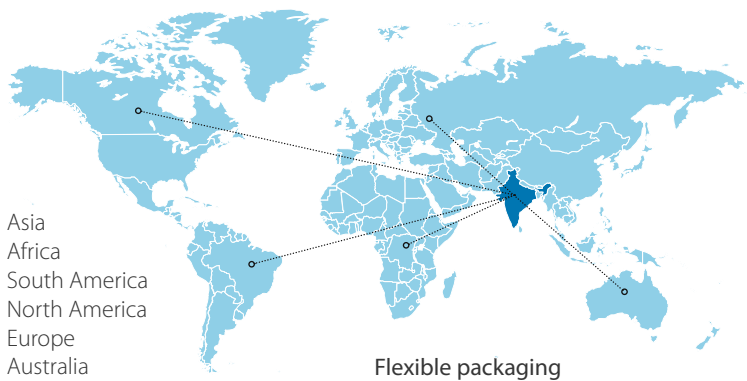 Asia
Africa
South America
North America
Europe
Australia
Flexible packaging